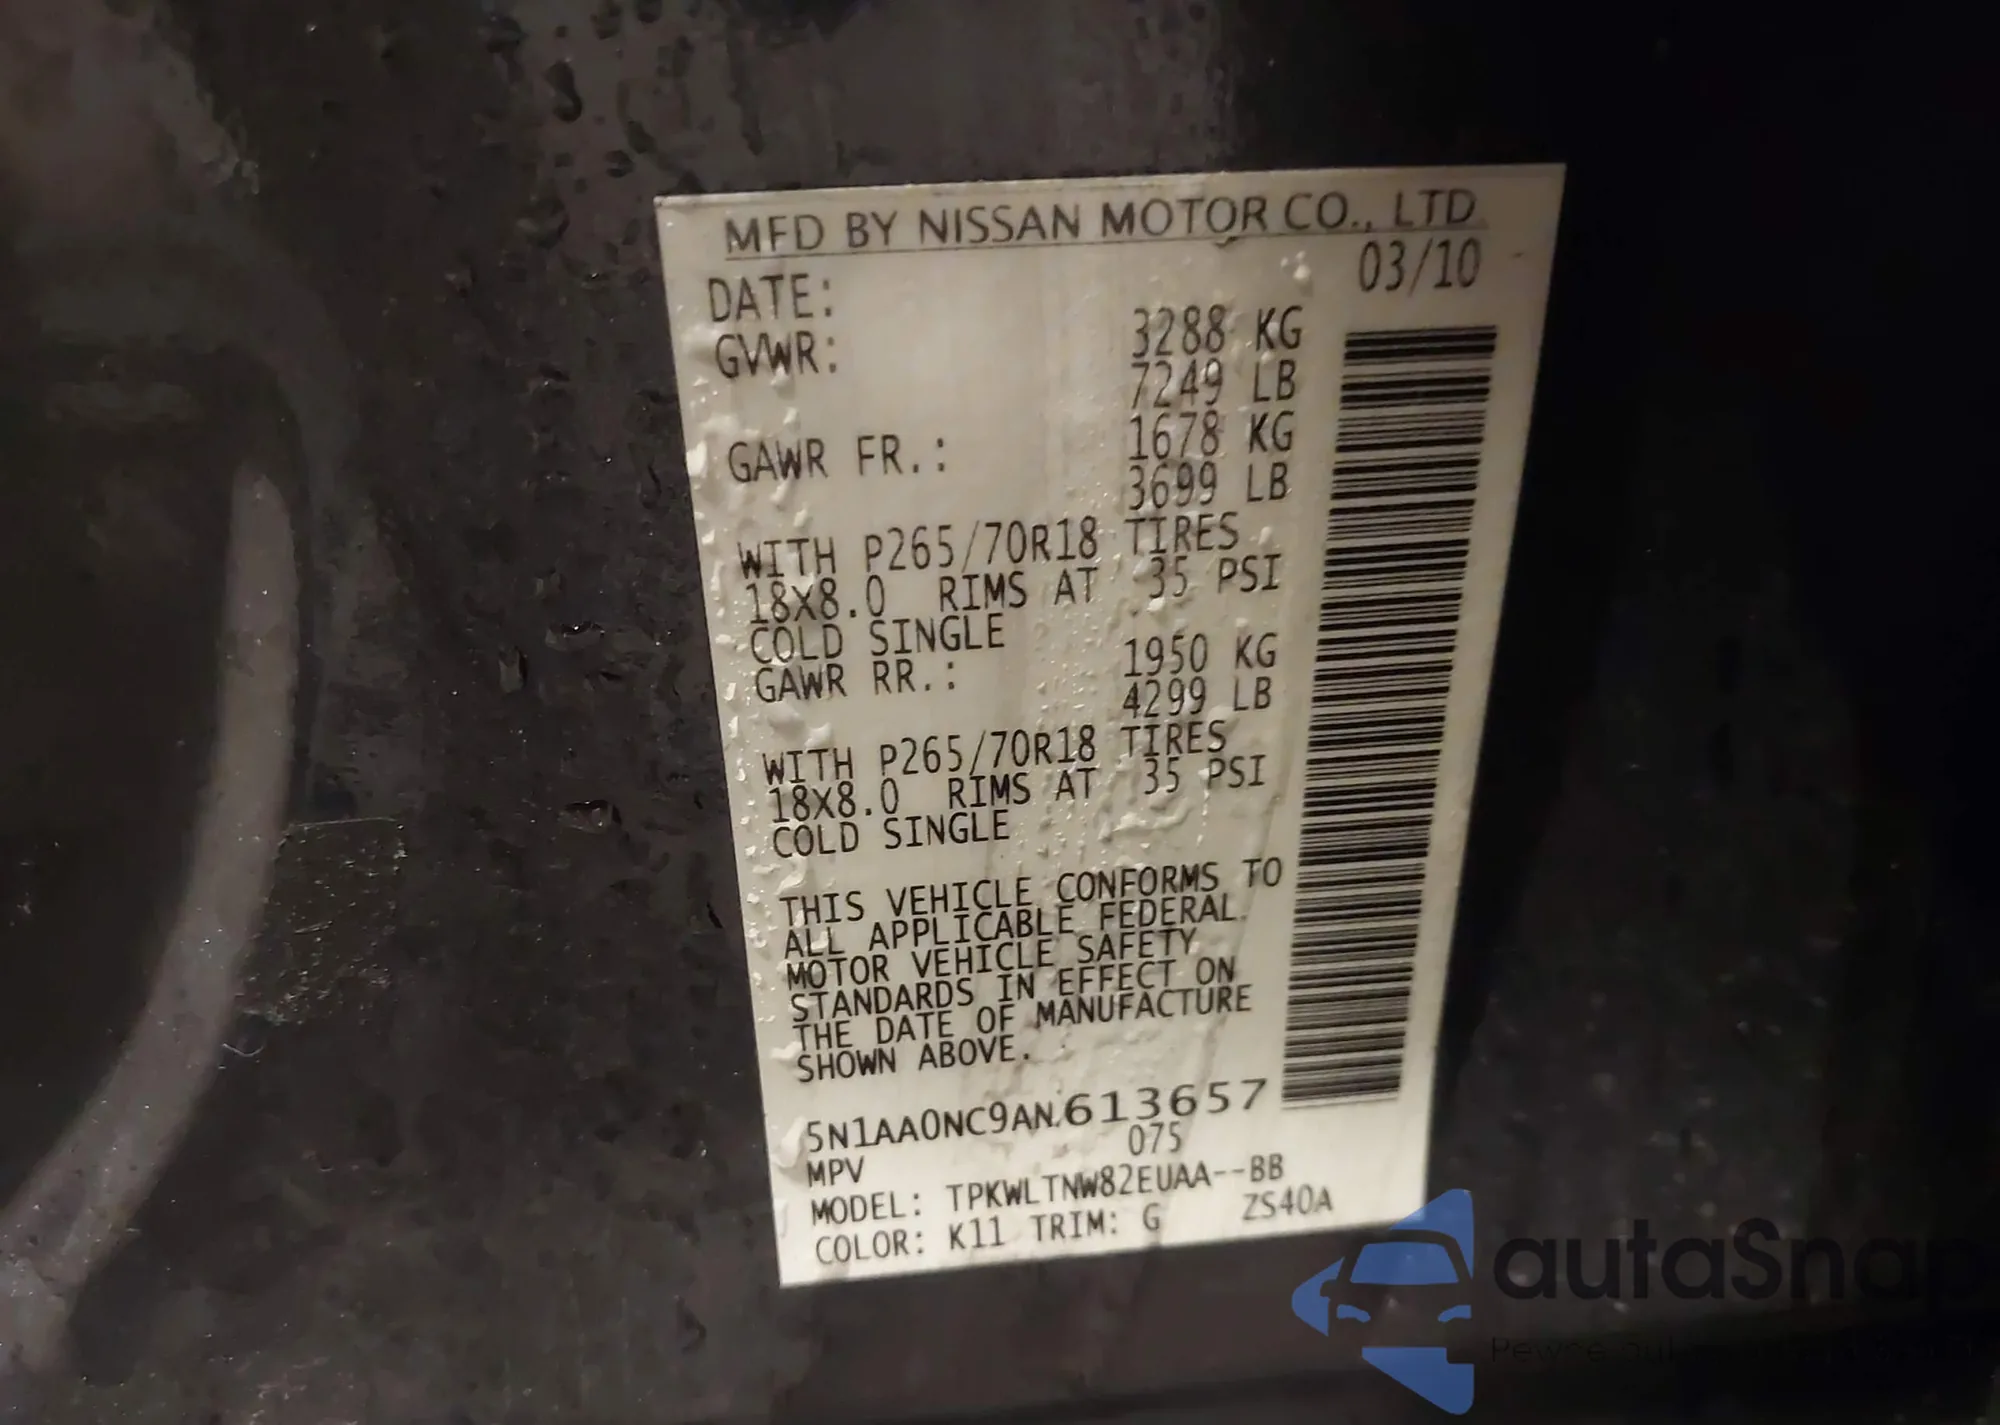 MFD BY NISSAN MOTOR CO., LTD.
DATE: 03/10
GVWR: 3288 KG
7249 LB
GAWR FR.: 1678 KG
3699 LB
WITH P265/70R18 TIRES
18X8.0 RIMS AT 35 PSI
COLD SINGLE
GAWR RR.: 1950 KG
4299 LB
WITH P265/70R18 TIRES
18X8.0 RIMS AT 35 PSI
COLD SINGLE
THIS VEHICLE CONFORMS TO
ALL APPLICABLE FEDERAL
MOTOR VEHICLE SAFETY
STANDARDS IN EFFECT ON
THE DATE OF MANUFACTURE
SHOWN ABOVE.
5N1AA0NC9AN613657
MPV 075
MODEL: TPKWLTNW82EUAA--BB
COLOR: K11 TRIM: G ZS40A
autaSnap